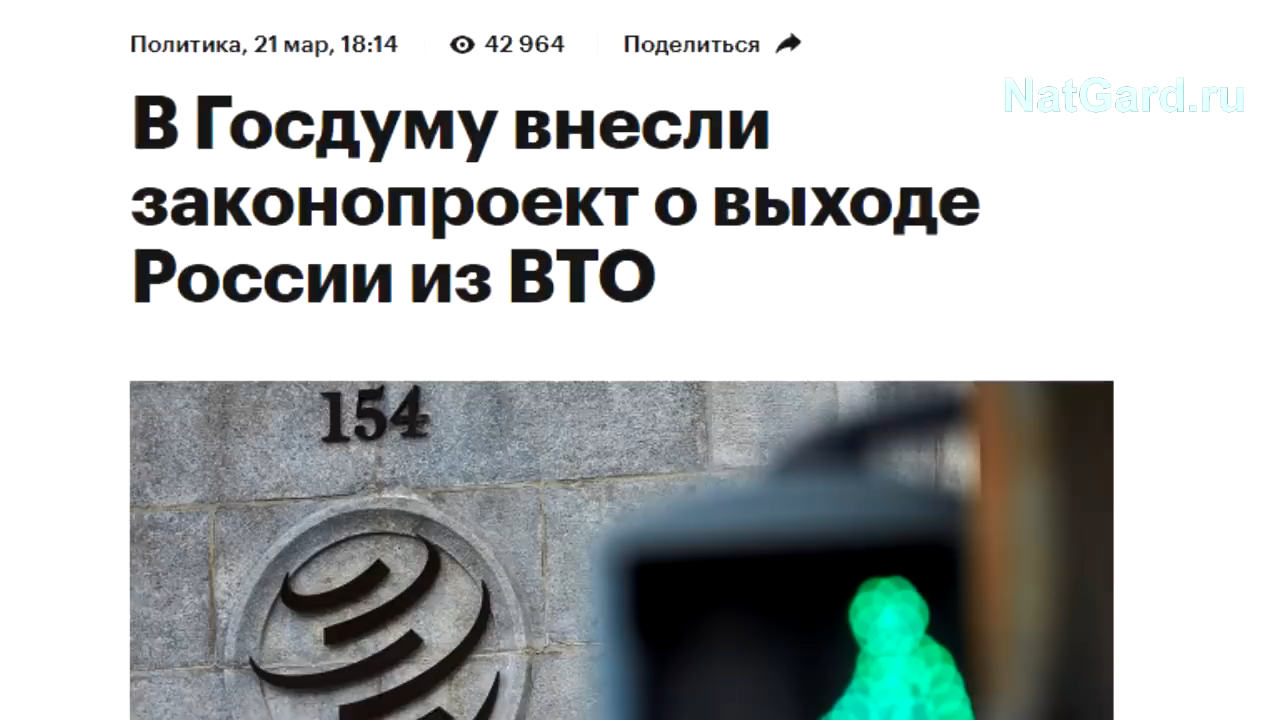 Политика, 21 мар, 18:14 42 964 Поделиться
NatGard.ru
В Госдуму внесли
законопроект о выходе
России из ВТО
154